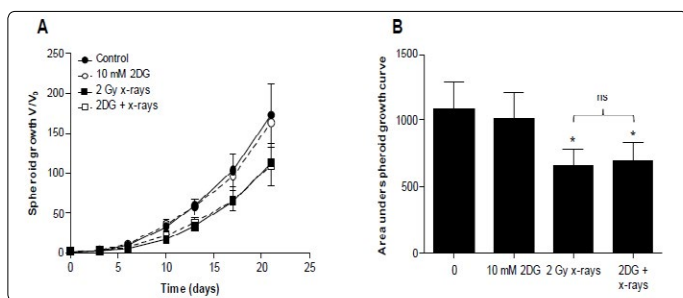 A
Spheroid growth V/V0
250
200
150
100
50
0
Control
10 mM 2DG
2 Gy x-rays
2DG + x-rays
0
5
10
15
20
25
Time (days)
B
Area under spheroid growth curve
1500
1000
500
0
ns
*
*
0
10 mM 2DG
2 Gy x-rays
2DG +
x-rays